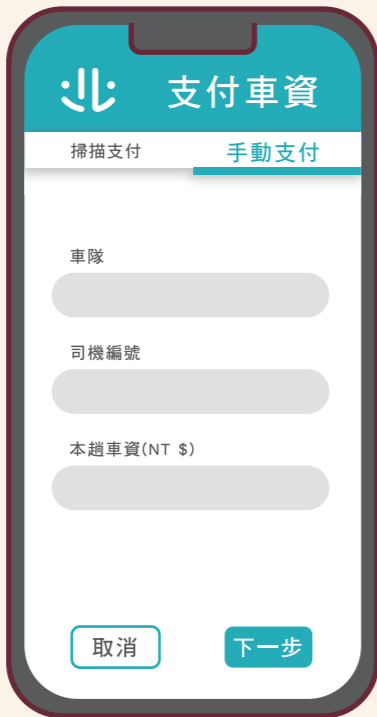 支付車資
掃描支付
手動支付
車隊
司機編號
本趟車資(NT $)
取消
下一步